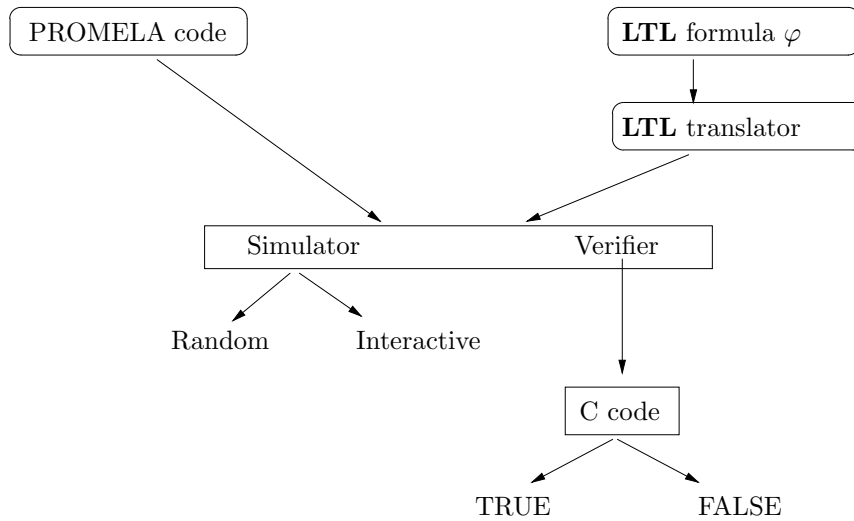 PROMELA code
LTL formula φ
LTL translator
Simulator
Verifier
Random
Interactive
C code
TRUE
FALSE